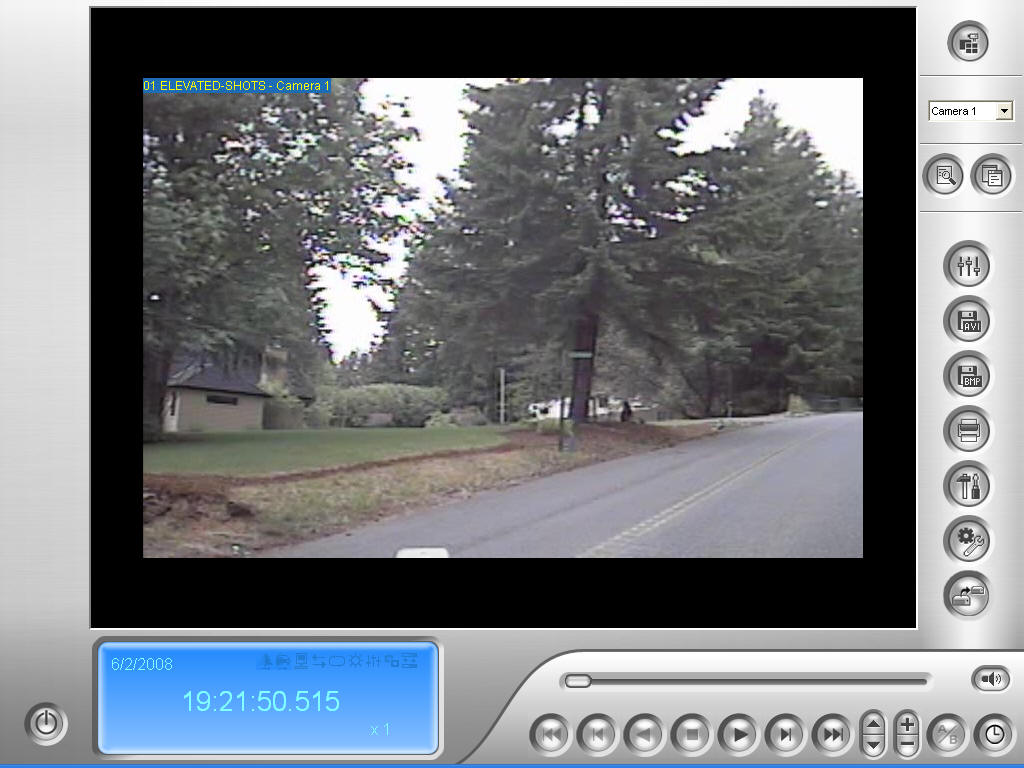 01 ELEVATED-SHOTS - Camera 1
Camera 1
AVI
BMP
6/2/2008
19:21:50.515
x 1
A/B